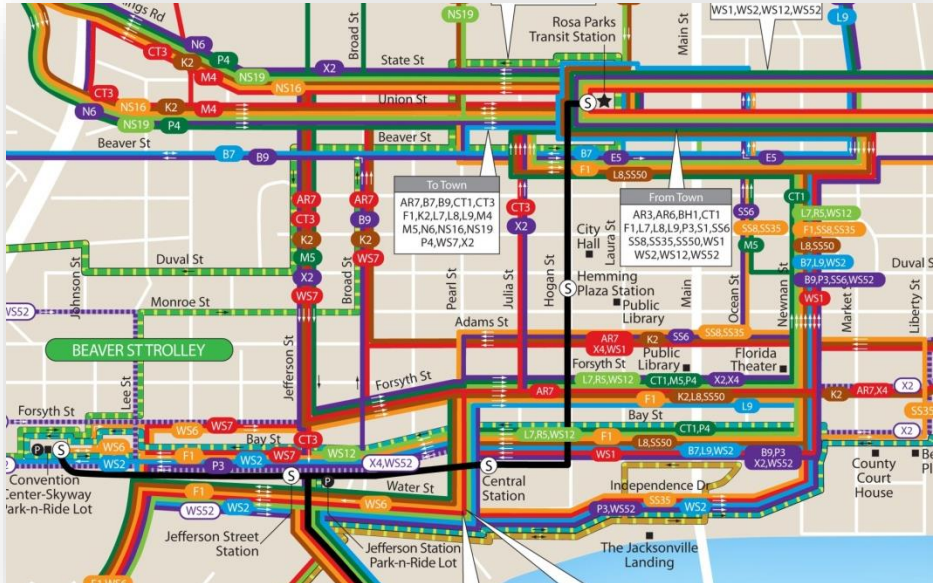 WS1,WS2,WS12,WS52
L9
NS19
Rosa Parks
Transit Station
Main St
Broad St
N6
P4
CT3
K2
M4
X2
State St
NS19
NS16
CT3
NS16
K2
M4
Union St
N6
NS19
P4
Beaver St
Beaver St
B7
B9
B7
E5
E5
F1
L8,SS50
To Town
AR7,B7,B9,CT1,CT3
F1,K2,L7,L8,L9,M4
M5,N6,NS16,NS19
P4,WS7,X2
From Town
AR3,AR6,BH1,CT1
F1,L7,L8,L9,P3,S1,SS6
SS8,SS35,SS50,WS1
WS2,WS12,WS52
AR7
CT3
K2
M5
X2
WS7
AR7
B9
K2
WS7
CT3
X2
CT1
SS6
SS8,SS35
M5
L7,R5,WS12
F1,SS8,SS35
L8,SS50
B7,L9,WS2
B9,P3,SS6,WS52
WS1
City
Hall
Hogan St
Laura St
Hemming
Plaza Station
Public
Library
Duval St
Duval St
Johnson St
Broad St
Pearl St
Julia St
Main
Ocean St
Newnan St
Market St
Liberty St
WS52
Monroe St
Adams St
BEAVER ST TROLLEY
Jefferson St
Lee St
AR7
X4,WS1
K2
SS6
SS8,SS35
Public
Library
Florida
Theater
Forsyth St
Forsyth St
Forsyth St
L7,R5,WS12
CT1,M5,P4
X2,X4
AR7
F1
K2,L8,SS50
L9
K2
AR7,X4
X2
SS35
X2
WS6
WS7
Bay St
Bay St
CT3
WS6
WS2
F1
P3
WS2
WS7
WS12
X4,WS52
L7,R5,WS12
F1
CT1,P4
L8,SS50
WS1
B7,L9,WS2
B9,P3
X2,WS52
Convention
Center-Skyway
Park-n-Ride Lot
F1
WS52
WS2
Water St
WS6
Central
Station
Independence Dr
SS35
P3,WS52
WS2
County
Court
House
Jefferson Street
Station
Jefferson Station
Park-n-Ride Lot
The Jacksonville
Landing